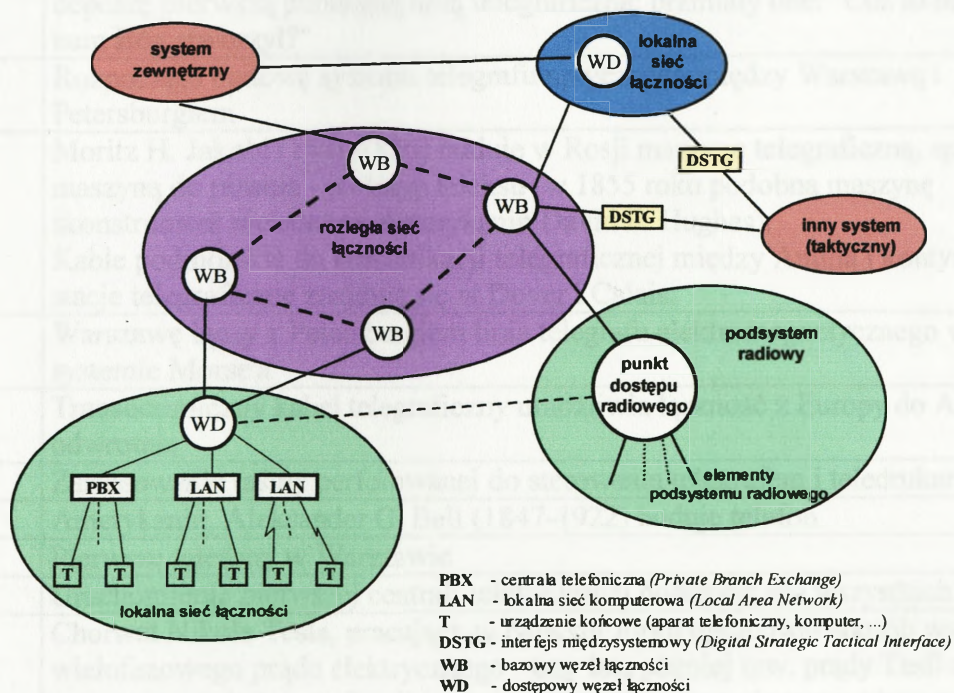 system
zewnętrzny
lokalna
sieć
łączności
WD
DSTG
DSTG
inny system
(taktyczny)
WB
WB
WB
WB
rozległa sieć
łączności
podsystem
radiowy
punkt
dostępu
radiowego
elementy
podsystemu radiowego
WD
PBX LAN LAN
T T T T T T
lokalna sieć łączności
PBX - centrala telefoniczna (Private Branch Exchange)
LAN - lokalna sieć komputerowa (Local Area Network)
T - urządzenie końcowe (aparat telefoniczny, komputer, ...)
DSTG - interfejs międzysystemowy (Digital Strategic Tactical Interface)
WB - bazowy węzeł łączności
WD - dostępowy węzeł łączności